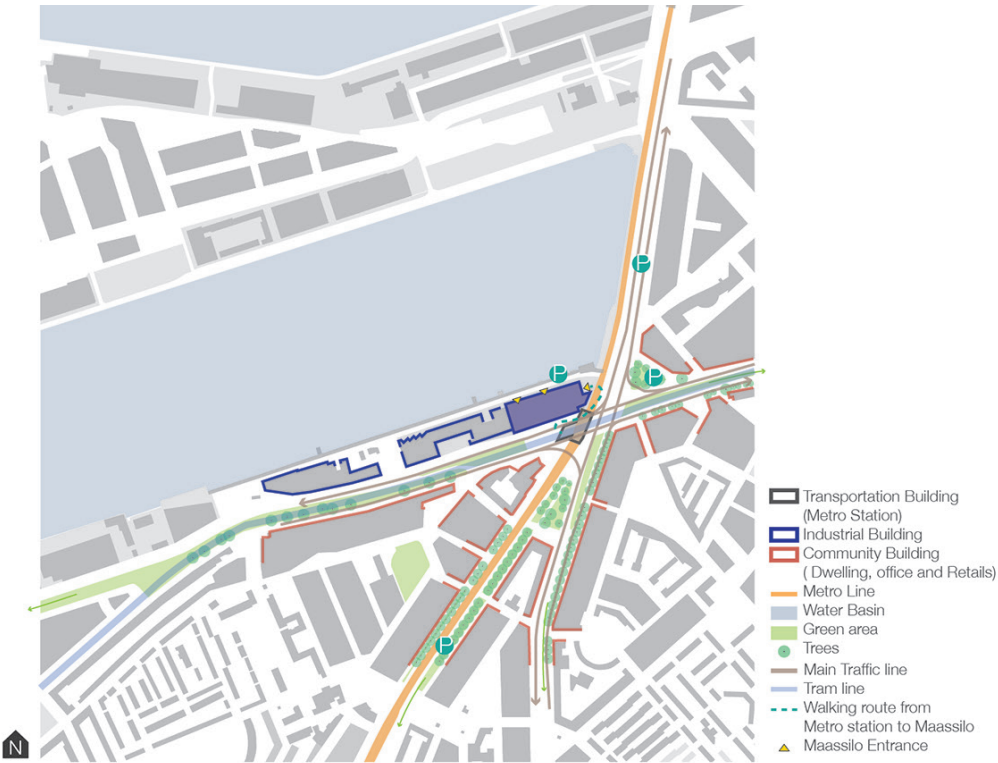 P
P
P
P
Transportation Building
(Metro Station)
Industrial Building
Community Building
( Dwelling, office and Retails)
Metro Line
Water Basin
Green area
Trees
Main Traffic line
Tram line
Walking route from
Metro station to Maassilo
Maassilo Entrance
N